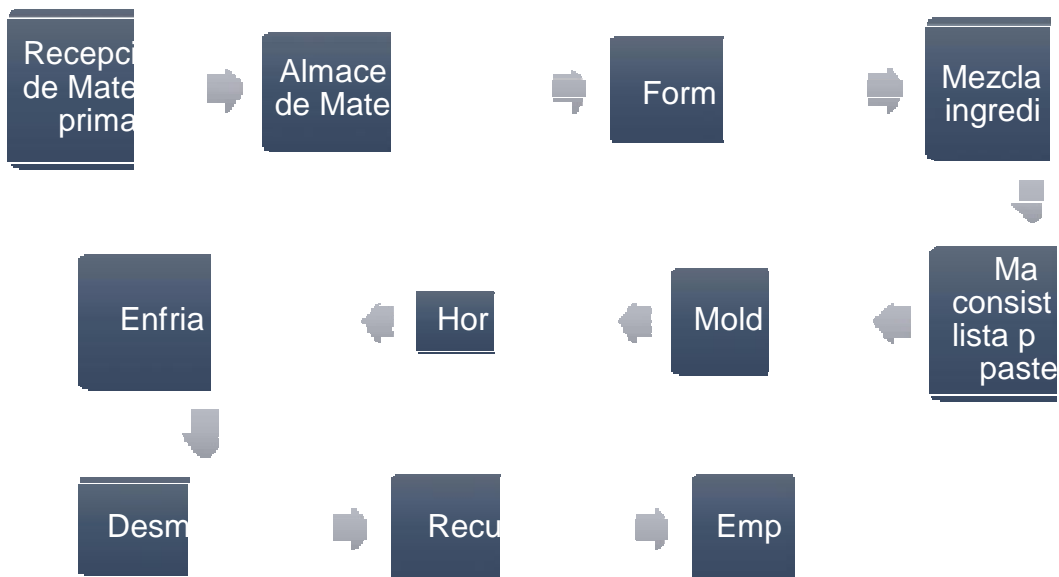 Recepci
de Mate
prima
Almace
de Mate
Form
Mezcla
ingredi
Ma
consist
lista p
paste
Mold
Hor
Enfria
Desm
Recu
Emp